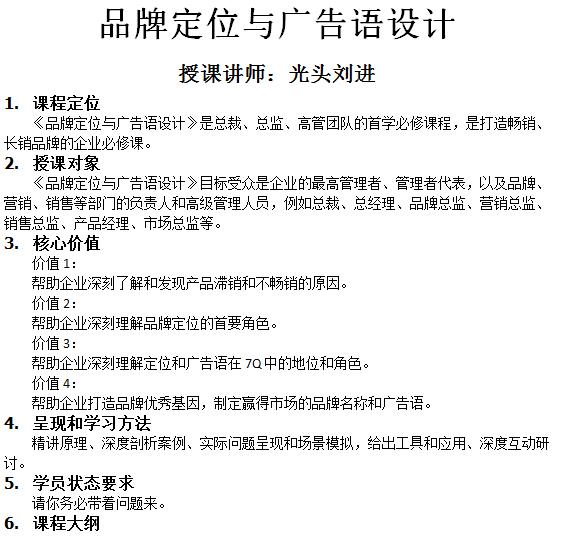 品牌定位与广告语设计
授课讲师：光头刘进
1. 课程定位
《品牌定位与广告语设计》是总裁、总监、高管团队的首学必修课程，是打造畅销、
长销品牌的企业必修课。
2. 授课对象
《品牌定位与广告语设计》目标受众是企业的最高管理者、管理者代表，以及品牌、
营销、销售等部门的负责人和高级管理人员，例如总裁、总经理、品牌总监、营销总监、
销售总监、产品经理、市场总监等。
3. 核心价值
价值1：
帮助企业深刻了解和发现产品滞销和不畅销的原因。
价值2：
帮助企业深刻理解品牌定位的首要角色。
价值3：
帮助企业深刻理解定位和广告语在7Q中的地位和角色。
价值4：
帮助企业打造品牌优秀基因，制定赢得市场的品牌名称和广告语。
4. 呈现和学习方法
精讲原理、深度剖析案例、实际问题呈现和场景模拟，给出工具和应用、深度互动研
讨。
5. 学员状态要求
请你务必带着问题来。
6. 课程大纲